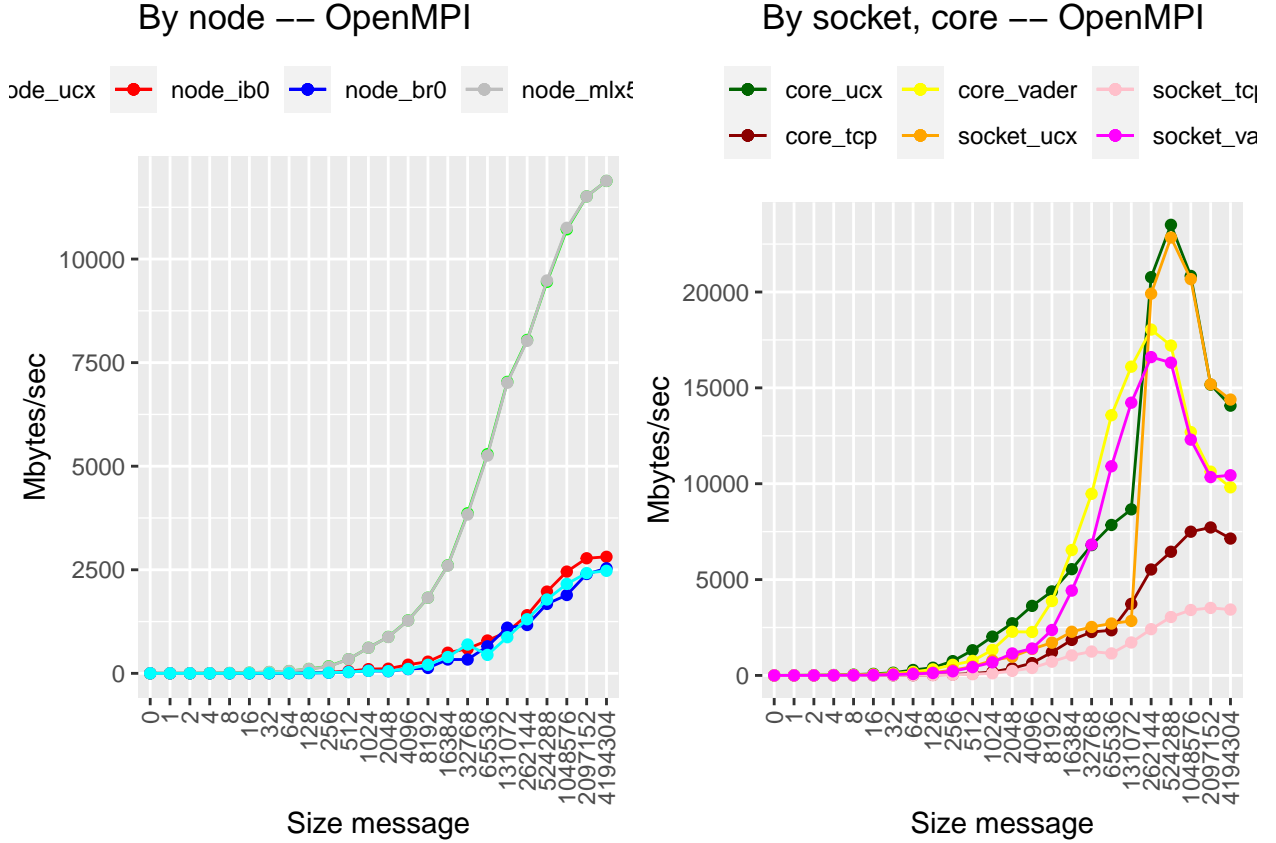 By node −− OpenMPI
ode_ucx node_ib0 node_br0 node_mlx5
Mbytes/sec
10000
7500
5000
2500
0
0 1 2 4 8 16 32 64 128 256 512 1024 2048 4096 8192 16384 32768 65536 131072 262144 524288 1048576 2097152 4194304
Size message
By socket, core −− OpenMPI
core_ucx core_vader socket_tcp
core_tcp socket_ucx socket_va
Mbytes/sec
20000
15000
10000
5000
0
0 1 2 4 8 16 32 64 128 256 512 1024 2048 4096 8192 16384 32768 65536 131072 262144 524288 1048576 2097152 4194304
Size message